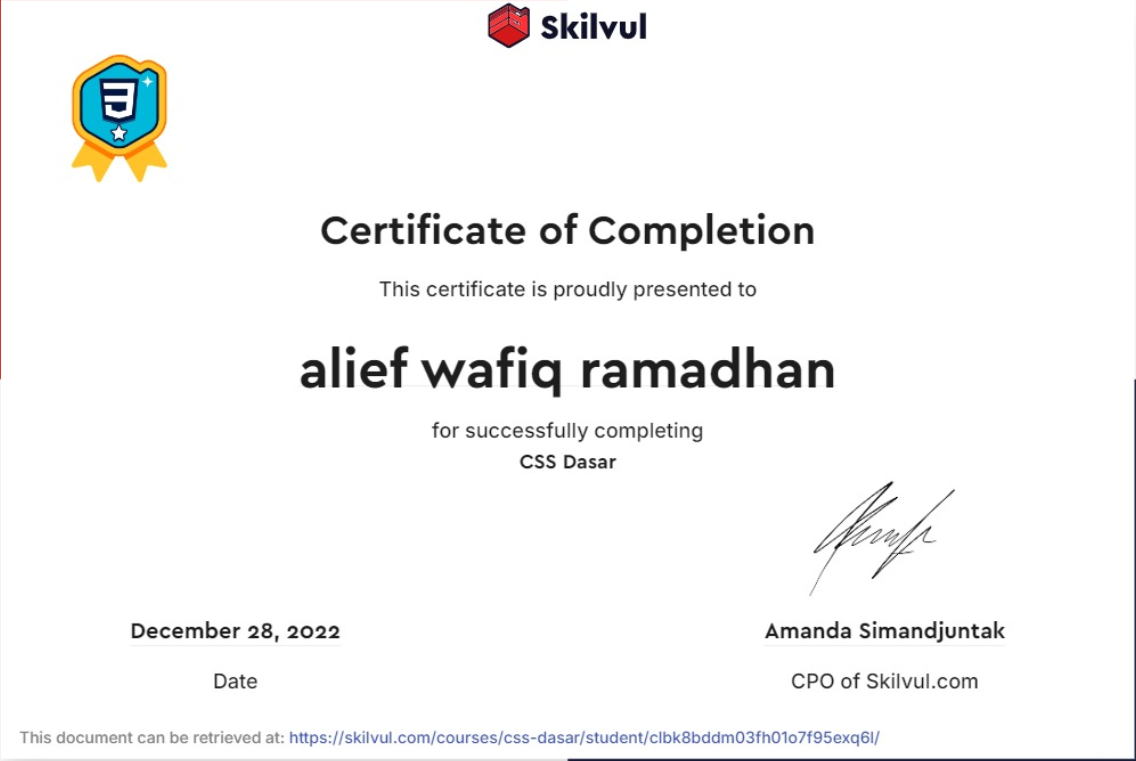 Skilvul
Certificate of Completion
This certificate is proudly presented to
alief wafiq ramadhan
for successfully completing
CSS Dasar
December 28, 2022
Date
Amanda Simandjuntak
CPO of Skilvul.com
This document can be retrieved at: https://skilvul.com/courses/css-dasar/student/clbk8bddm03fh01o7f95exq6l/